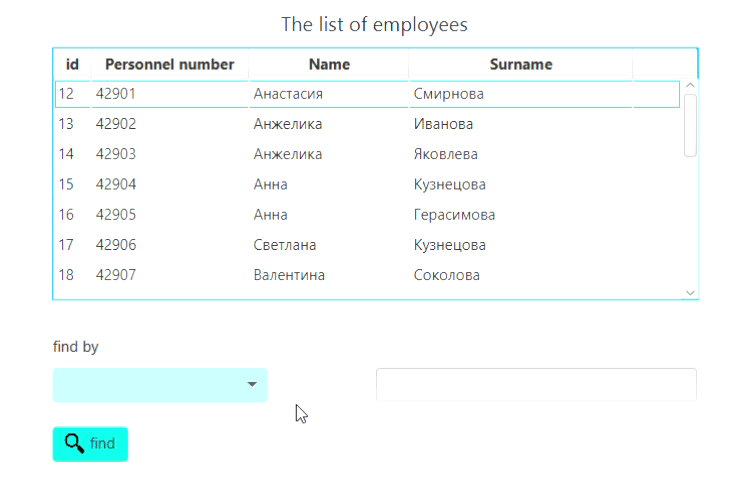 The list of employees
id Personnel number Name Surname
12 42901 Анастасия Смирнова
13 42902 Анжелика Иванова
14 42903 Анжелика Яковлева
15 42904 Анна Кузнецова
16 42905 Анна Герасимова
17 42906 Светлана Кузнецова
18 42907 Валентина Соколова
find by
find